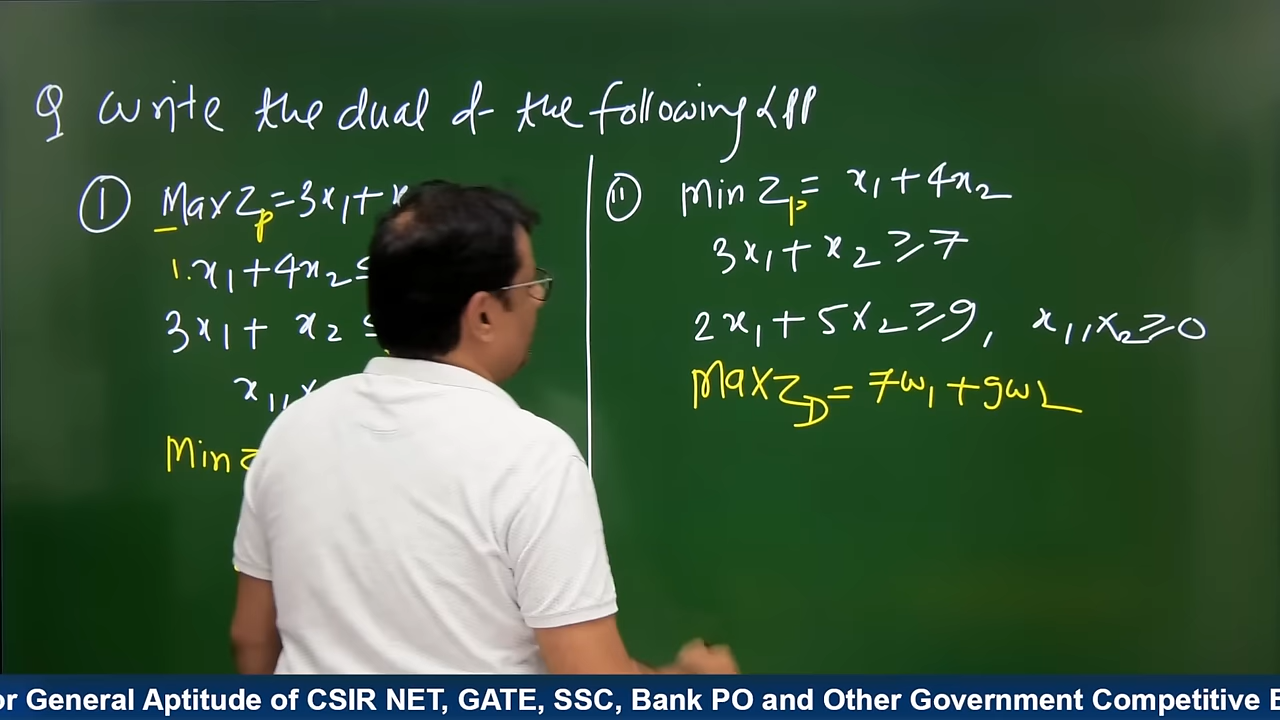 Q Write the dual of the following LPP
① Max Zp = 3x₁ + x
1. x₁ + 4x₂ ≤
3x₁ + x₂ ≤
x₁, x
Min Z
ⓘⓘ Min Zp = x₁ + 4x₂
3x₁ + x₂ ≥ 7
2x₁ + 5x₂ ≥ 9, x₁, x₂ ≥ 0
Max Z_D = 7w₁ + 9w₂
or General Aptitude of CSIR NET, GATE, SSC, Bank PO and Other Government Competitive E